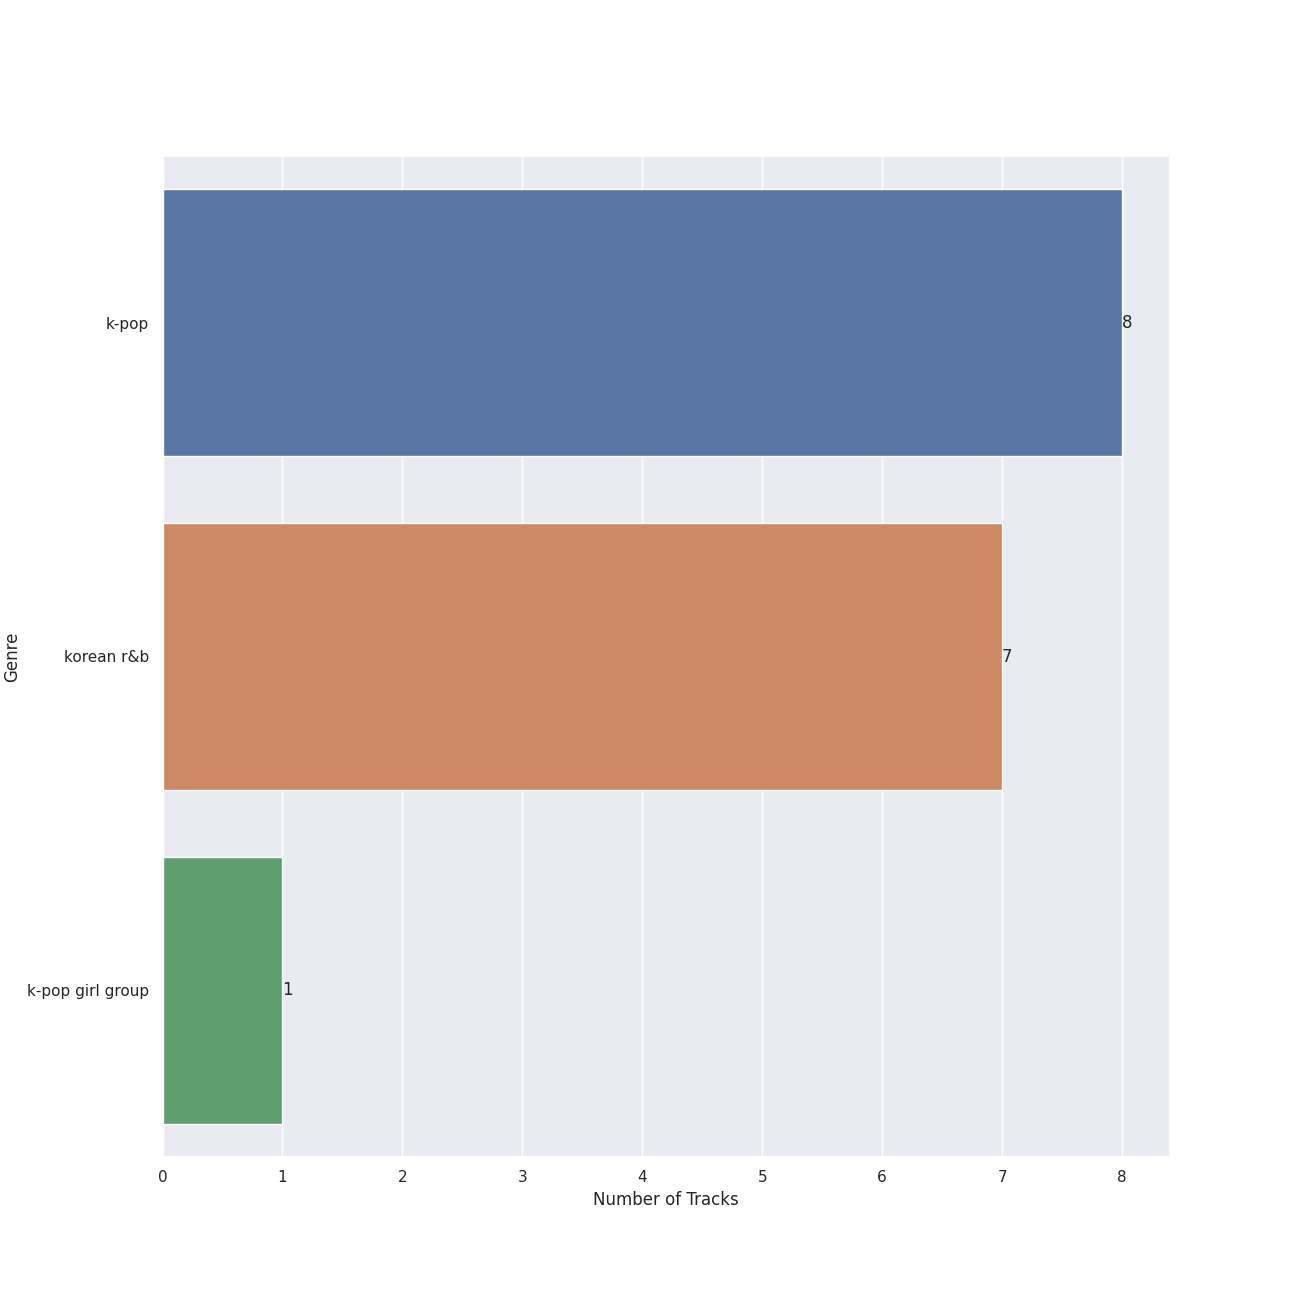 k-pop
8
korean r&b
7
Genre
k-pop girl group
1
0 1 2 3 4 5 6 7 8
Number of Tracks